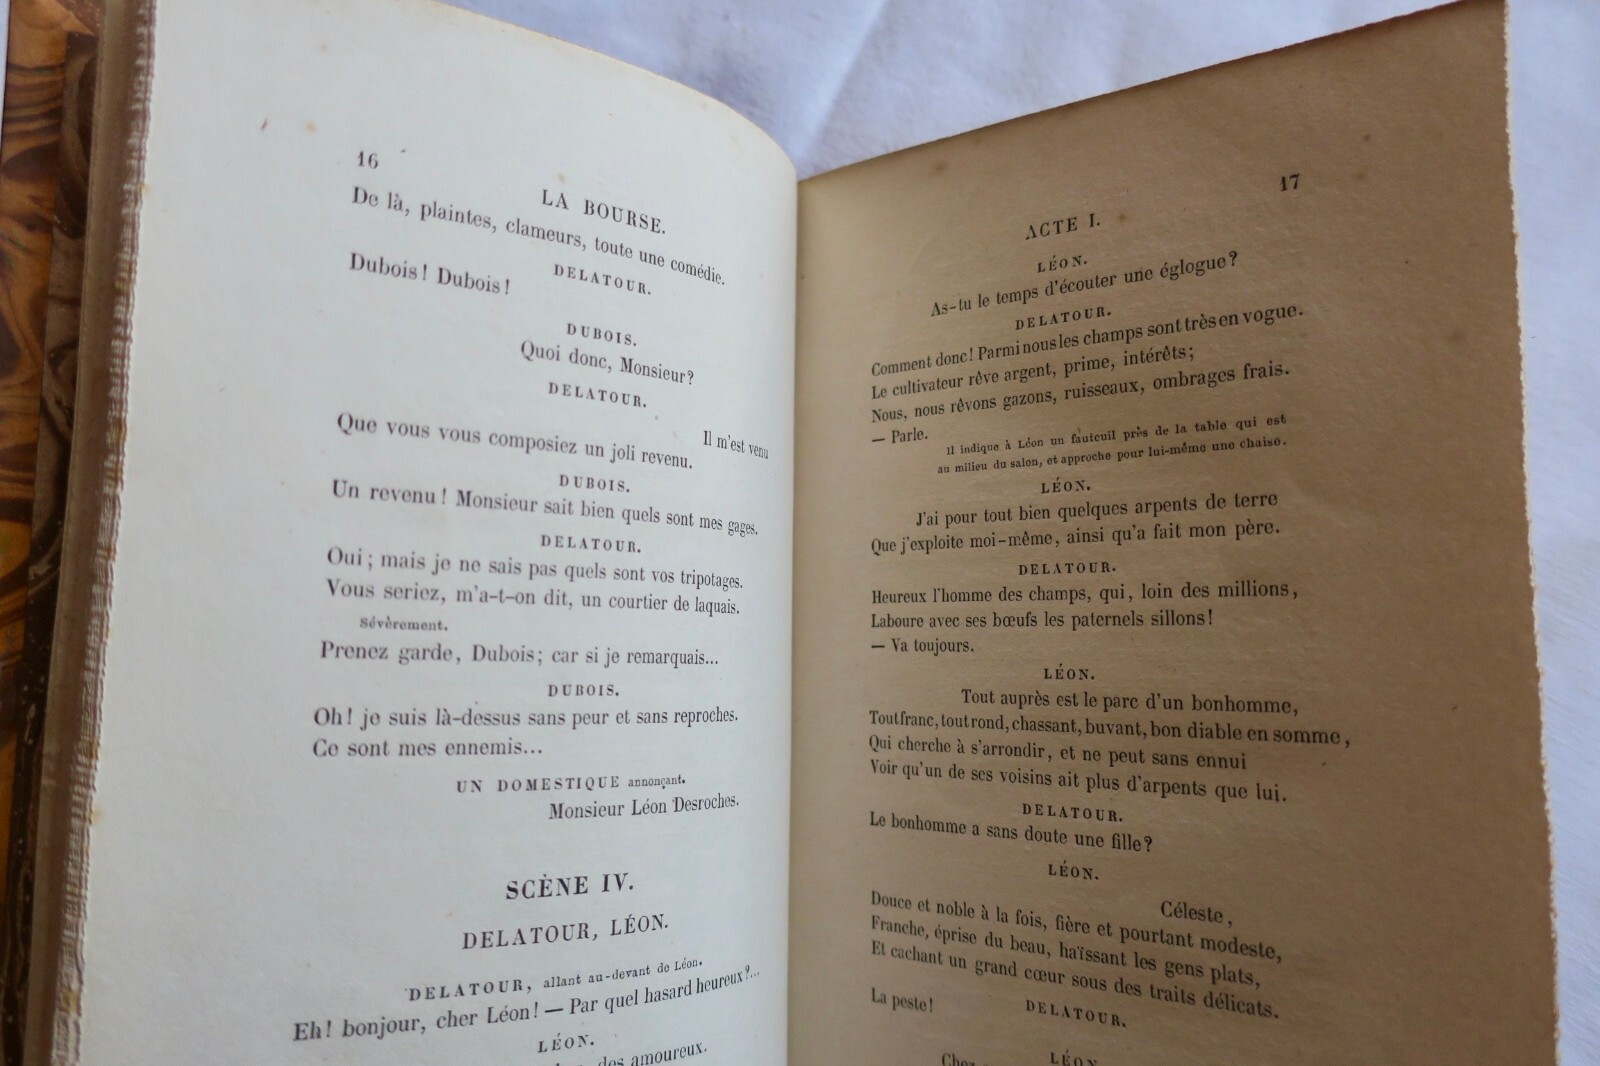 16
LA BOURSE.
De là, plaintes, clameurs, toute une comédie.
DELATOUR.
Dubois! Dubois!
DUBOIS.
Quoi donc, Monsieur?
DELATOUR.
Il m'est venu
Que vous vous composiez un joli revenu.
DUBOIS.
Un revenu! Monsieur sait bien quels sont mes gages.
DELATOUR.
Oui; mais je ne sais pas quels sont vos tripotages.
Vous seriez, m'a-t-on dit, un courtier de laquais.
Sévèrement.
Prenez garde, Dubois; car si je remarquais...
DUBOIS.
Oh! je suis là-dessus sans peur et sans reproches.
Ce sont mes ennemis...
UN DOMESTIQUE annonçant.
Monsieur Léon Desroches.
SCÈNE IV.
DELATOUR, LÉON.
DELATOUR, allant au-devant de Léon.
Eh! bonjour, cher Léon! — Par quel hasard heureux?...
LÉON.
des amoureux.
17
ACTE I.
LÉON.
As-tu le temps d'écouter une églogue?
DELATOUR.
Comment donc! Parmi nous les champs sont très en vogue.
Le cultivateur rêve argent, prime, intérêts;
Nous, nous rêvons gazons, ruisseaux, ombrages frais.
— Parle.
Il indique à Léon un fauteuil près de la table qui est
au milieu du salon, et approche pour lui-même une chaise.
LÉON.
J'ai pour tout bien quelques arpents de terre
Que j'exploite moi-même, ainsi qu'a fait mon père.
DELATOUR.
Heureux l'homme des champs, qui, loin des millions,
Laboure avec ses bœufs les paternels sillons!
— Va toujours.
LÉON.
Tout auprès est le parc d'un bonhomme,
Tout franc, tout rond, chassant, buvant, bon diable en somme,
Qui cherche à s'arrondir, et ne peut sans ennui
Voir qu'un de ses voisins ait plus d'arpents que lui.
DELATOUR.
Le bonhomme a sans doute une fille?
LÉON.
Céleste,
Douce et noble à la fois, fière et pourtant modeste,
Franche, éprise du beau, haïssant les gens plats,
Et cachant un grand cœur sous des traits délicats.
DELATOUR.
La peste!
LÉON
Chez